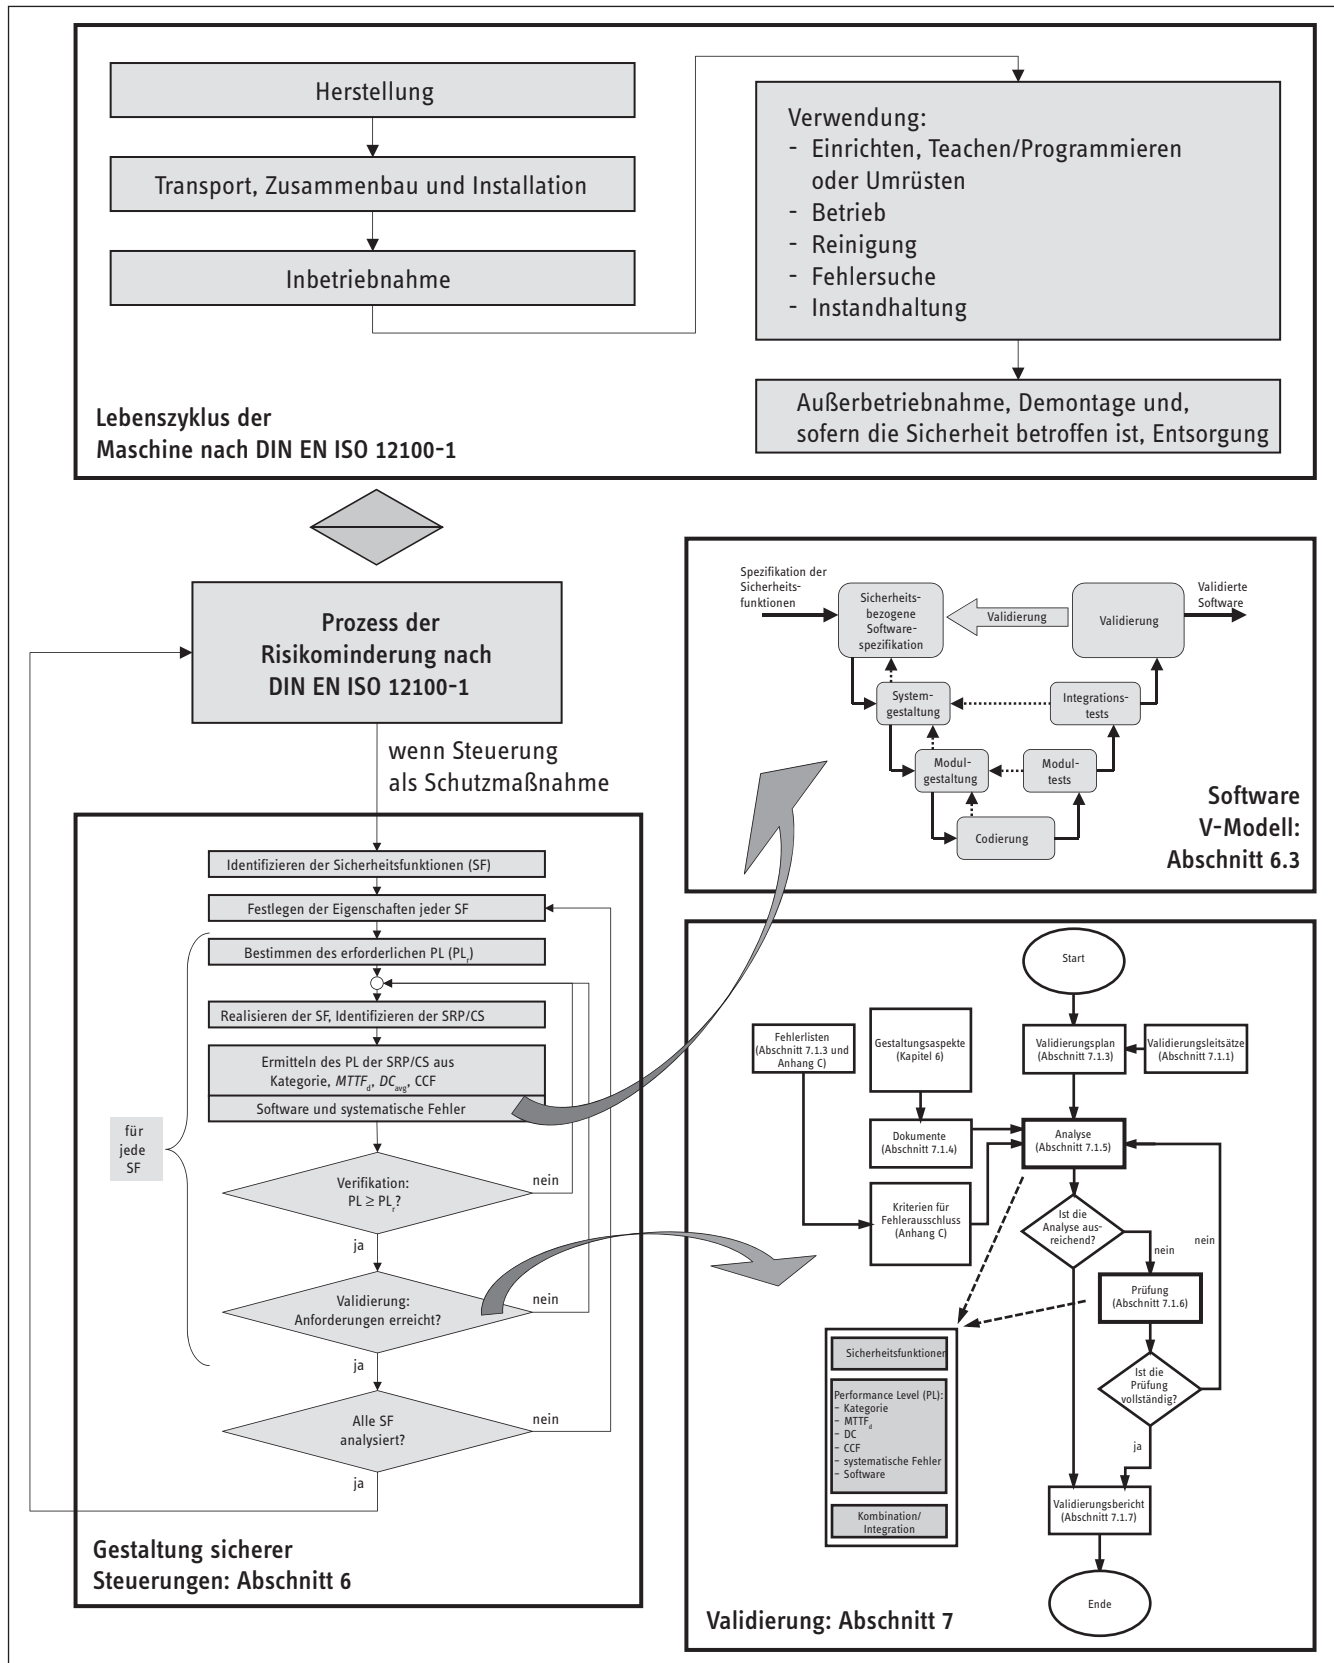 Herstellung
Transport, Zusammenbau und Installation
Inbetriebnahme
Verwendung:
- Einrichten, Teachen/Programmieren
oder Umrüsten
- Betrieb
- Reinigung
- Fehlersuche
- Instandhaltung
Außerbetriebnahme, Demontage und,
sofern die Sicherheit betroffen ist, Entsorgung
Lebenszyklus der
Maschine nach DIN EN ISO 12100-1
Prozess der
Risikominderung nach
DIN EN ISO 12100-1
wenn Steuerung
als Schutzmaßnahme
Identifizieren der Sicherheitsfunktionen (SF)
Festlegen der Eigenschaften jeder SF
Bestimmen des erforderlichen PL (PLr)
Realisieren der SF, Identifizieren der SRP/CS
Ermitteln des PL der SRP/CS aus
Kategorie, MTTFd, DCavg, CCF
Software und systematische Fehler
für
jede
SF
Verifikation:
PL ≥ PLr?
nein
ja
Validierung:
Anforderungen erreicht?
nein
ja
Alle SF
analysiert?
nein
ja
Gestaltung sicherer
Steuerungen: Abschnitt 6
Spezifikation der
Sicherheits-
funktionen
Sicherheits-
bezogene
Software-
spezifikation
Validierung
Validierung
Validierte
Software
System-
gestaltung
Integrations-
tests
Modul-
gestaltung
Modul-
tests
Codierung
Software
V-Modell:
Abschnitt 6.3
Start
Fehlerlisten
(Abschnitt 7.1.3 und
Anhang C)
Gestaltungsaspekte
(Kapitel 6)
Validierungsplan
(Abschnitt 7.1.3)
Validierungsleitsätze
(Abschnitt 7.1.1)
Dokumente
(Abschnitt 7.1.4)
Analyse
(Abschnitt 7.1.5)
Kriterien für
Fehlerausschluss
(Anhang C)
Ist die
Analyse aus-
reichend?
nein
nein
Prüfung
(Abschnitt 7.1.6)
Sicherheitsfunktionen
Performance Level (PL):
- Kategorie
- MTTFd
- DC
- CCF
- systematische Fehler
- Software
Kombination/
Integration
Ist die
Prüfung
vollständig?
ja
Validierungsbericht
(Abschnitt 7.1.7)
Ende
Validierung: Abschnitt 7